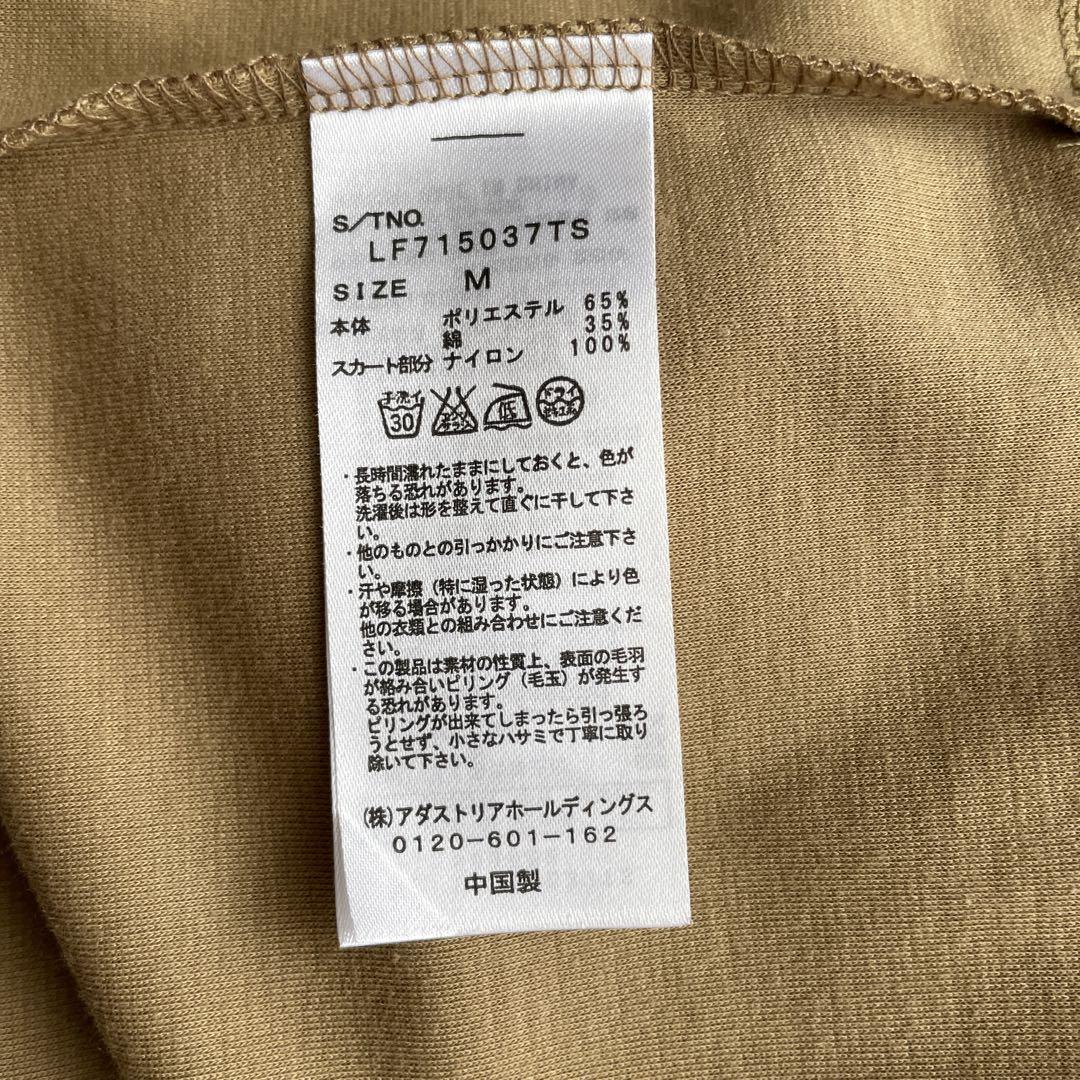 S/TNO.
LF715037TS
SIZE M
本体 ポリエステル 65%
綿 35%
スカート部分 ナイロン 100%
手洗イ 30 低 ドライ
・長時間濡れたままにしておくと、色が
落ちる恐れがあります。
洗濯後は形を整えて直ぐに干して下さ
い。
・他のものとの引っかかりにご注意下さ
い。
・汗や摩擦（特に湿った状態）により色
が移る場合があります。
他の衣類との組み合わせにご注意くだ
さい。
・この製品は素材の性質上、表面の毛羽
が絡み合いピリング（毛玉）が発生す
る恐れがあります。
ピリングが出来てしまったら引っ張ろ
うとせず、小さなハサミで丁寧に取り
除いて下さい。
(株)アダストリアホールディングス
0120-601-162
中国製